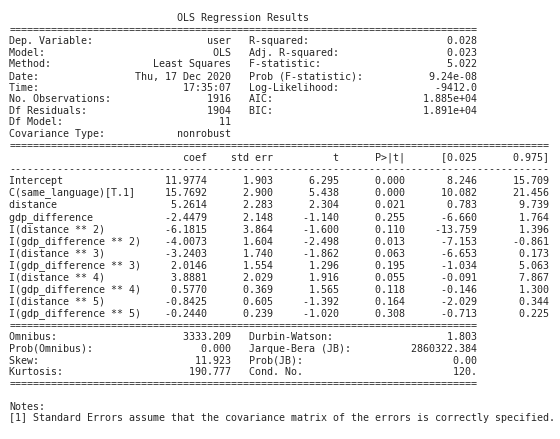 OLS Regression Results
==============================================================================
Dep. Variable:                   user   R-squared:                       0.028
Model:                            OLS   Adj. R-squared:                  0.023
Method:                 Least Squares   F-statistic:                     5.022
Date:                Thu, 17 Dec 2020   Prob (F-statistic):           9.24e-08
Time:                        17:35:07   Log-Likelihood:                -9412.0
No. Observations:                1916   AIC:                         1.885e+04
Df Residuals:                    1904   BIC:                         1.891e+04
Df Model:                          11
Covariance Type:            nonrobust
==========================================================================================
                             coef    std err          t      P>|t|      [0.025      0.975]
------------------------------------------------------------------------------------------
Intercept                 11.9774      1.903      6.295      0.000       8.246      15.709
C(same_language)[T.1]     15.7692      2.900      5.438      0.000      10.082      21.456
distance                   5.2614      2.283      2.304      0.021       0.783       9.739
gdp_difference            -2.4479      2.148     -1.140      0.255      -6.660       1.764
I(distance ** 2)          -6.1815      3.864     -1.600      0.110     -13.759       1.396
I(gdp_difference ** 2)    -4.0073      1.604     -2.498      0.013      -7.153      -0.861
I(distance ** 3)          -3.2403      1.740     -1.862      0.063      -6.653       0.173
I(gdp_difference ** 3)     2.0146      1.554      1.296      0.195      -1.034       5.063
I(distance ** 4)           3.8881      2.029      1.916      0.055      -0.091       7.867
I(gdp_difference ** 4)     0.5770      0.369      1.565      0.118      -0.146       1.300
I(distance ** 5)          -0.8425      0.605     -1.392      0.164      -2.029       0.344
I(gdp_difference ** 5)    -0.2440      0.239     -1.020      0.308      -0.713       0.225
==============================================================================
Omnibus:                     3333.209   Durbin-Watson:                   1.803
Prob(Omnibus):                  0.000   Jarque-Bera (JB):          2860322.384
Skew:                          11.923   Prob(JB):                         0.00
Kurtosis:                     190.777   Cond. No.                         120.
==============================================================================

Notes:
[1] Standard Errors assume that the covariance matrix of the errors is correctly specified.